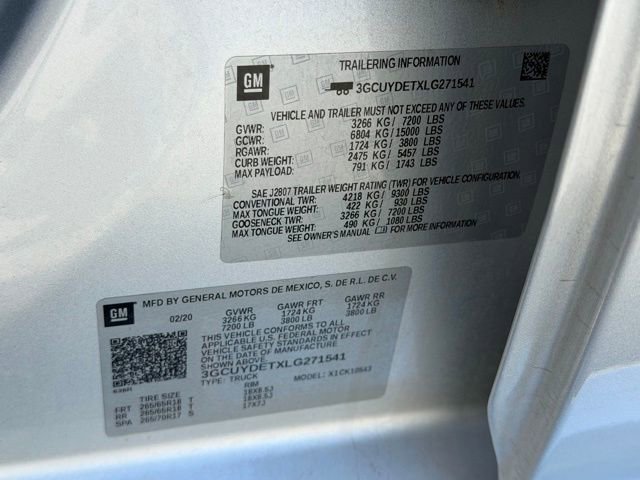 GM
TRAILERING INFORMATION
3GCUYDETXLG271541
VEHICLE AND TRAILER MUST NOT EXCEED ANY OF THESE VALUES.
GVWR: 3266 KG / 7200 LBS
GCWR: 6804 KG / 15000 LBS
RGAWR: 1724 KG / 3800 LBS
CURB WEIGHT: 2475 KG / 5457 LBS
MAX PAYLOAD: 791 KG / 1743 LBS
SAE J2807 TRAILER WEIGHT RATING (TWR) FOR VEHICLE CONFIGURATION.
CONVENTIONAL TWR: 4218 KG / 9300 LBS
MAX TONGUE WEIGHT: 422 KG / 930 LBS
GOOSENECK TWR: 3266 KG / 7200 LBS
MAX TONGUE WEIGHT: 490 KG / 1080 LBS
SEE OWNER'S MANUAL FOR MORE INFORMATION
GM
MFD BY GENERAL MOTORS DE MEXICO, S. DE R.L. DE C.V.
02/20 GVWR GAWR FRT GAWR RR
3266 KG 1724 KG 1724 KG
7200 LB 3800 LB 3800 LB
THIS VEHICLE CONFORMS TO ALL
APPLICABLE U.S. FEDERAL MOTOR
VEHICLE SAFETY STANDARDS IN EFFECT
ON THE DATE OF MANUFACTURE
SHOWN ABOVE.
3GCUYDETXLG271541
TYPE: TRUCK MODEL: X1CK10543
TIRE SIZE RIM
FRT 265/65R18 T 18X8.5J
RR 265/65R18 T 18X8.5J
SPA 265/70R17 S 17X7J